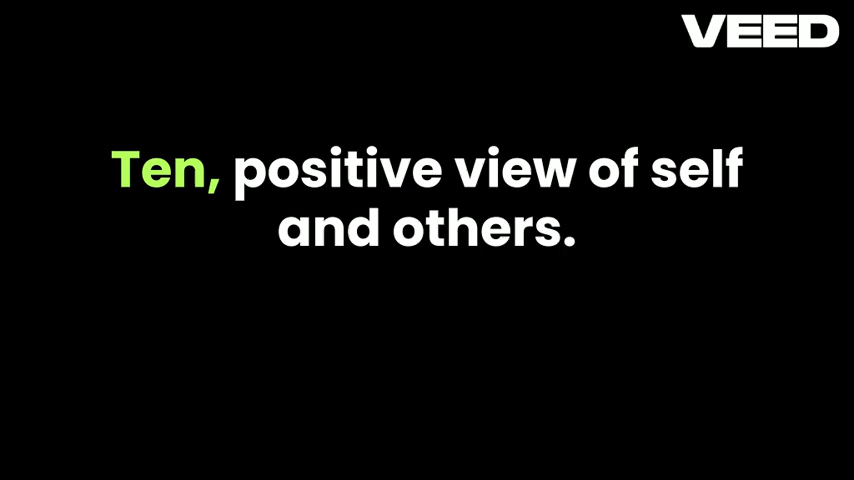 VEED
Ten, positive view of self
and others.